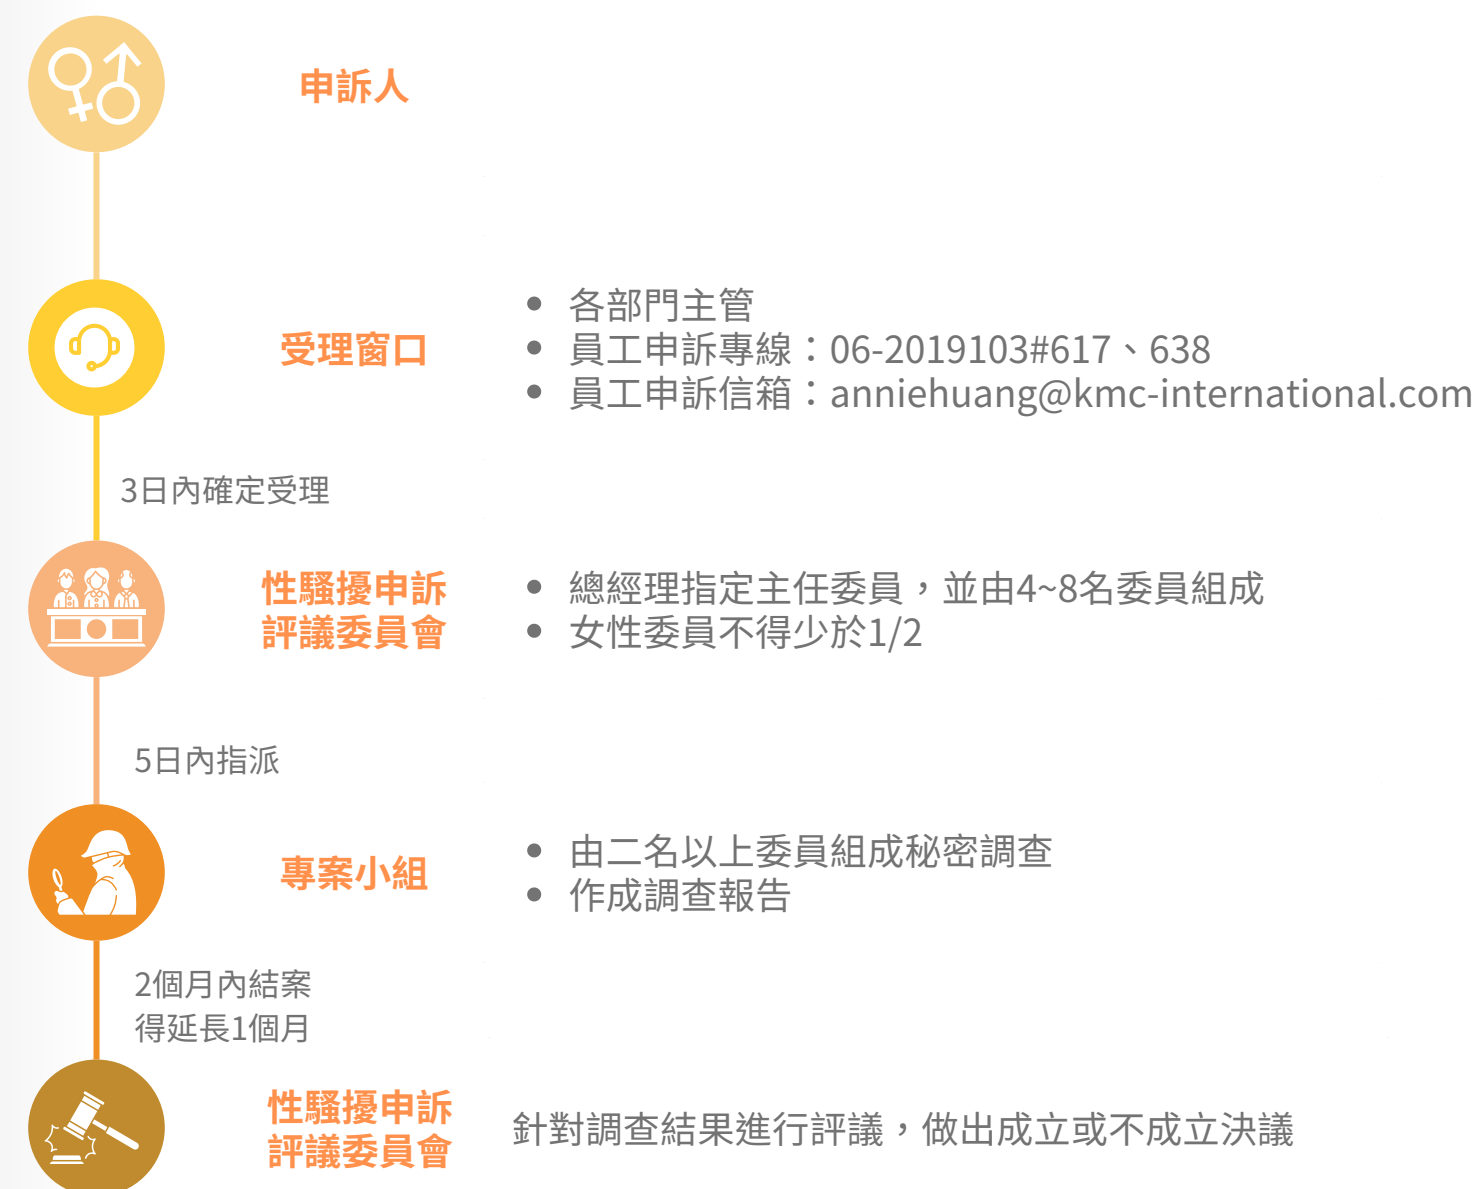 申訴人
受理窗口
各部門主管
員工申訴專線：06-2019103#617、638
員工申訴信箱：anniehuang@kmc-international.com
3日內確定受理
性騷擾申訴
評議委員會
總經理指定主任委員，並由4~8名委員組成
女性委員不得少於1/2
5日內指派
專案小組
由二名以上委員組成秘密調查
作成調查報告
2個月內結案
得延長1個月
性騷擾申訴
評議委員會
針對調查結果進行評議，做出成立或不成立決議